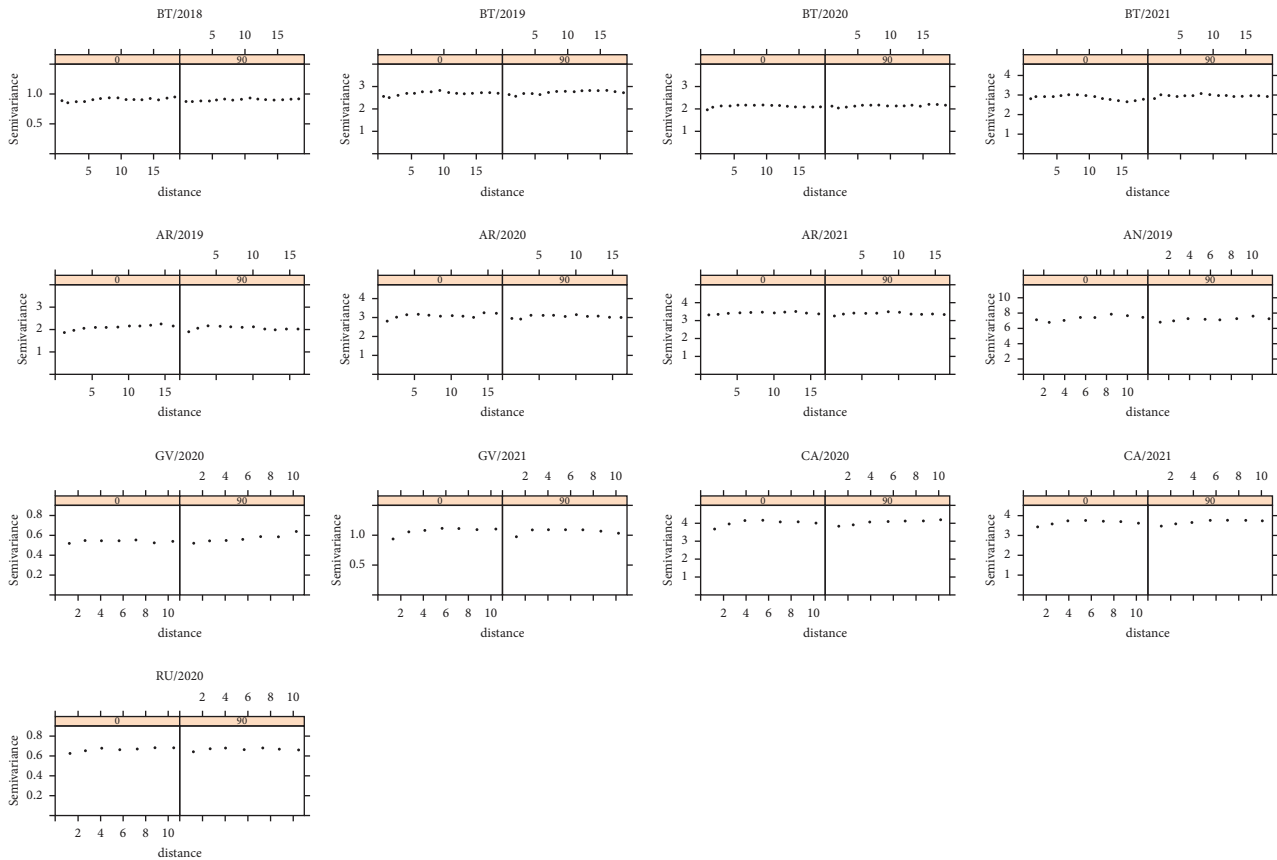 BT/2018
BT/2019
BT/2020
BT/2021
5 10 15
5 10 15
5 10 15
5 10 15
0 90
0 90
0 90
0 90
Semivariance
1.0
0.5
Semivariance
3
2
1
Semivariance
3
2
1
Semivariance
4
3
2
1
5 10 15
5 10 15
5 10 15
5 10 15
distance
distance
distance
distance
AR/2019
AR/2020
AR/2021
AN/2019
5 10 15
5 10 15
5 10 15
2 4 6 8 10
0 90
0 90
0 90
0 90
Semivariance
3
2
1
Semivariance
4
3
2
1
Semivariance
4
3
2
1
Semivariance
10
8
6
4
2
5 10 15
5 10 15
5 10 15
2 4 6 8 10
distance
distance
distance
distance
GV/2020
GV/2021
CA/2020
CA/2021
2 4 6 8 10
2 4 6 8 10
2 4 6 8 10
2 4 6 8 10
0 90
0 90
0 90
0 90
Semivariance
0.8
0.6
0.4
0.2
Semivariance
1.0
0.5
Semivariance
4
3
2
1
Semivariance
4
3
2
1
2 4 6 8 10
2 4 6 8 10
2 4 6 8 10
2 4 6 8 10
distance
distance
distance
distance
RU/2020
2 4 6 8 10
0 90
Semivariance
0.8
0.6
0.4
0.2
2 4 6 8 10
distance